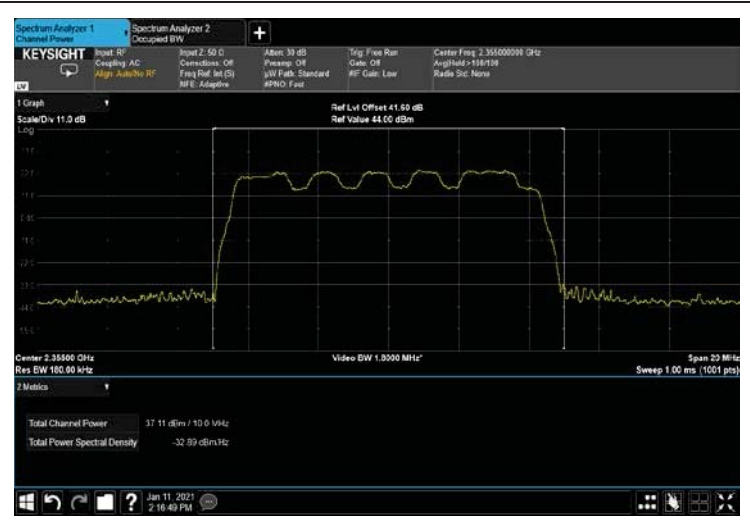 Spectrum Analyzer 1
Channel Power
Spectrum Analyzer 2
Occupied BW
+
KEYSIGHT
Input: RF
Coupling: AC
Align: Auto/No RF
Input Z: 50 Ω
Corrections: Off
Freq Ref: Int (S)
NFE: Adaptive
Atten: 30 dB
Preamp: Off
µW Path: Standard
#PNO: Fast
Trig: Free Run
Gate: Off
#IF Gain: Low
Center Freq: 2.355000000 GHz
Avg|Hold:>100/100
Radio Std: None
1 Graph
Scale/Div 11.0 dB
Log
Ref Lvl Offset 41.60 dB
Ref Value 44.00 dBm
Center 2.35500 GHz
Res BW 180.00 kHz
Video BW 1.8000 MHz*
Span 20 MHz
Sweep 1.00 ms (1001 pts)
2 Metrics
Total Channel Power 37.11 dBm / 10.0 MHz
Total Power Spectral Density -32.89 dBm/Hz
?
Jan 11, 2021
2:16:49 PM